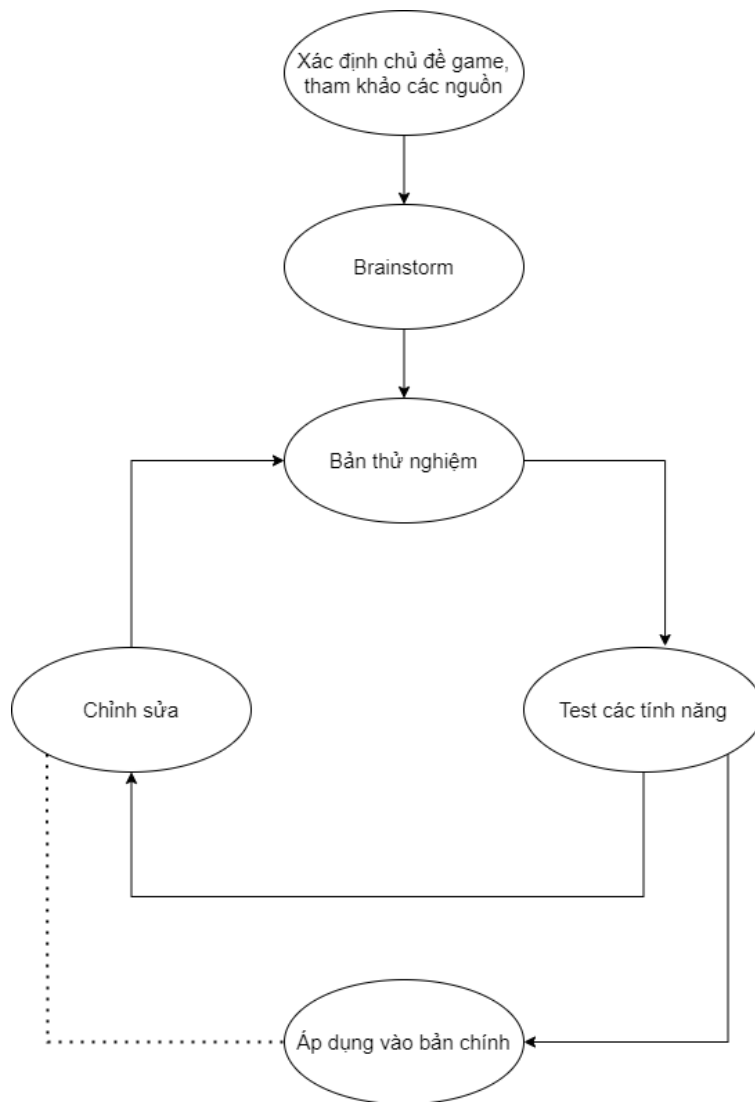 Xác định chủ đề game,
tham khảo các nguồn
Brainstorm
Bản thử nghiệm
Chỉnh sửa
Test các tính năng
Áp dụng vào bản chính